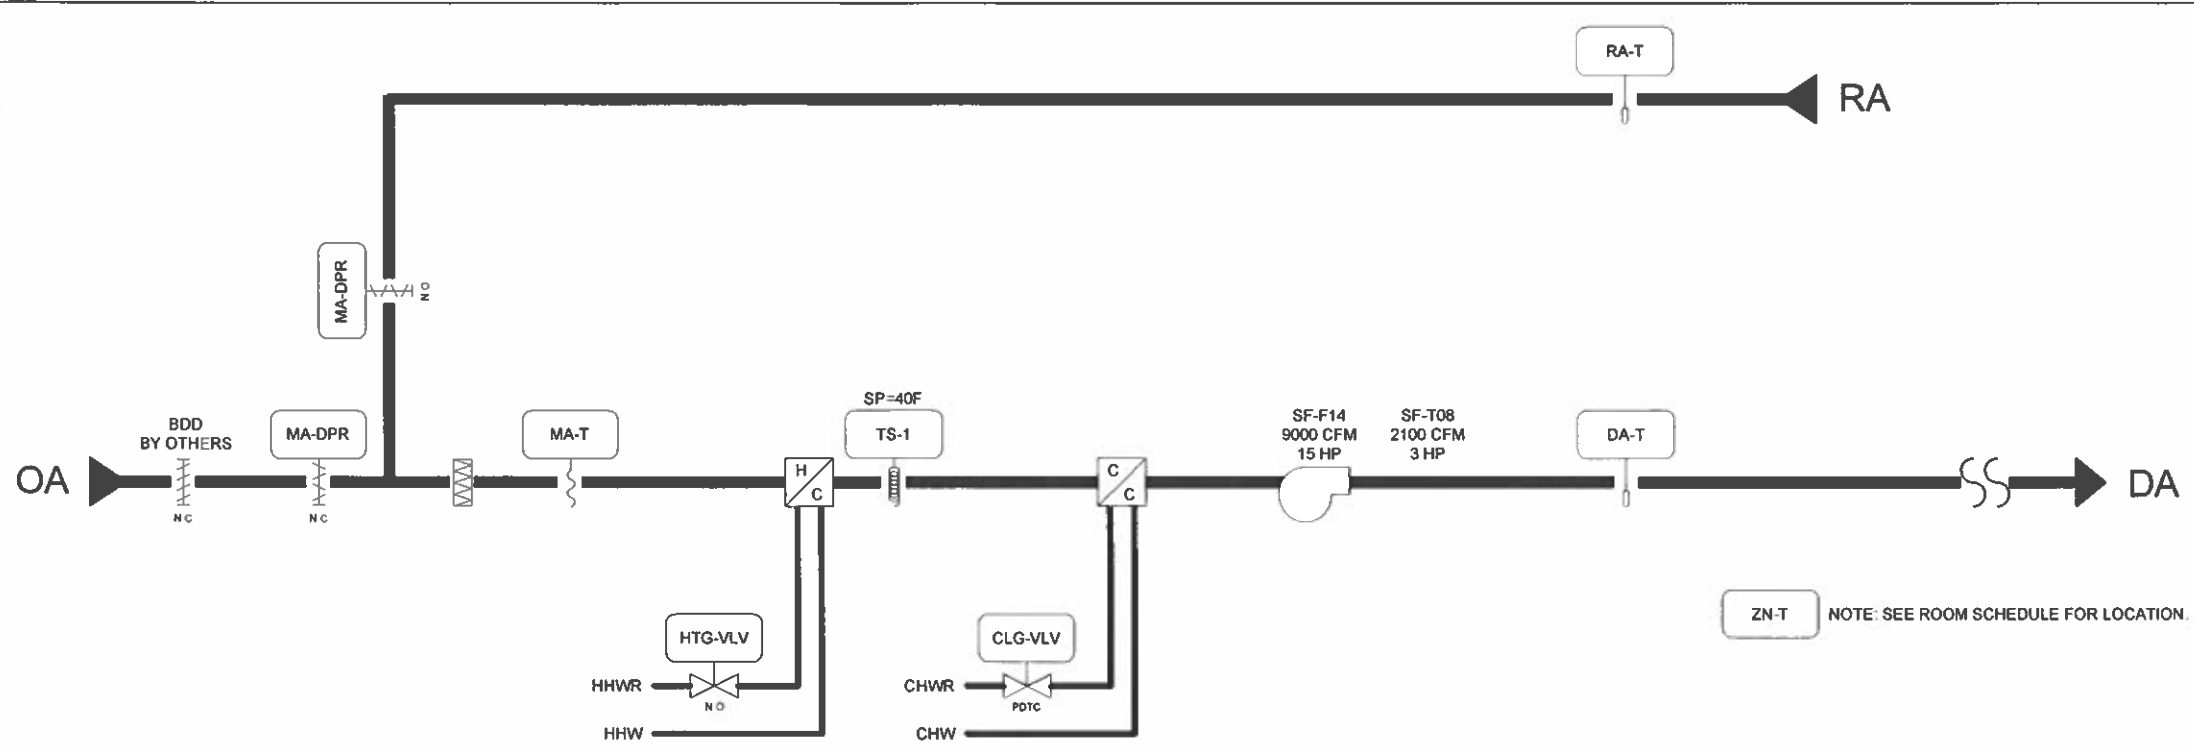 RA-T
RA
MA-DPR
NO
SP=40F
BDD
BY OTHERS
MA-DPR
MA-T
TS-1
SF-F14
9000 CFM
15 HP
SF-T08
2100 CFM
3 HP
DA-T
OA
H
C
C
C
DA
NC
NC
ZN-T
NOTE: SEE ROOM SCHEDULE FOR LOCATION.
HTG-VLV
CLG-VLV
HHWR
NO
CHWR
PDTC
HHW
CHW